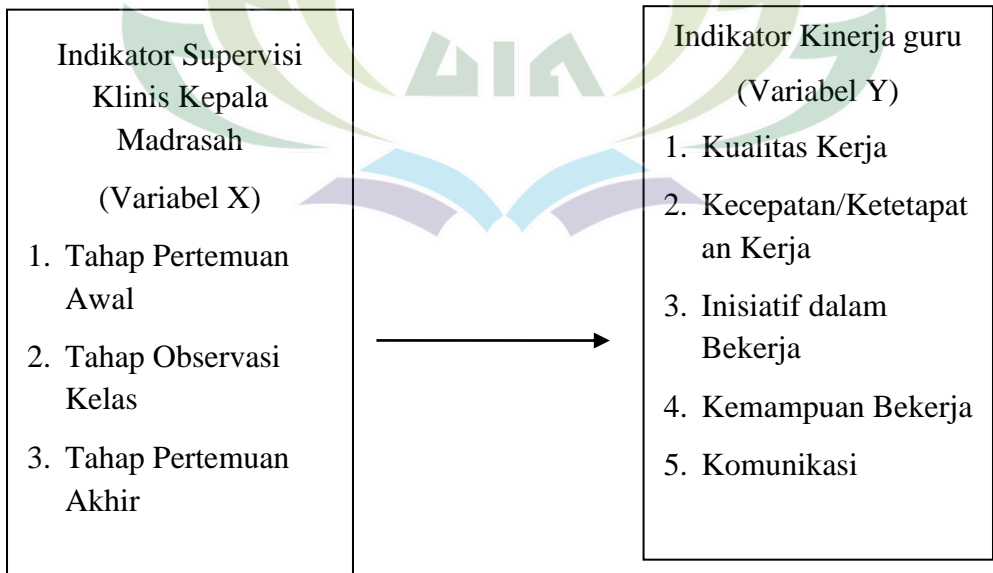 Indikator Supervisi
Klinis Kepala
Madrasah
(Variabel X)
1. Tahap Pertemuan
Awal
2. Tahap Observasi
Kelas
3. Tahap Pertemuan
Akhir
Indikator Kinerja guru
(Variabel Y)
1. Kualitas Kerja
2. Kecepatan/Ketetapat
an Kerja
3. Inisiatif dalam
Bekerja
4. Kemampuan Bekerja
5. Komunikasi